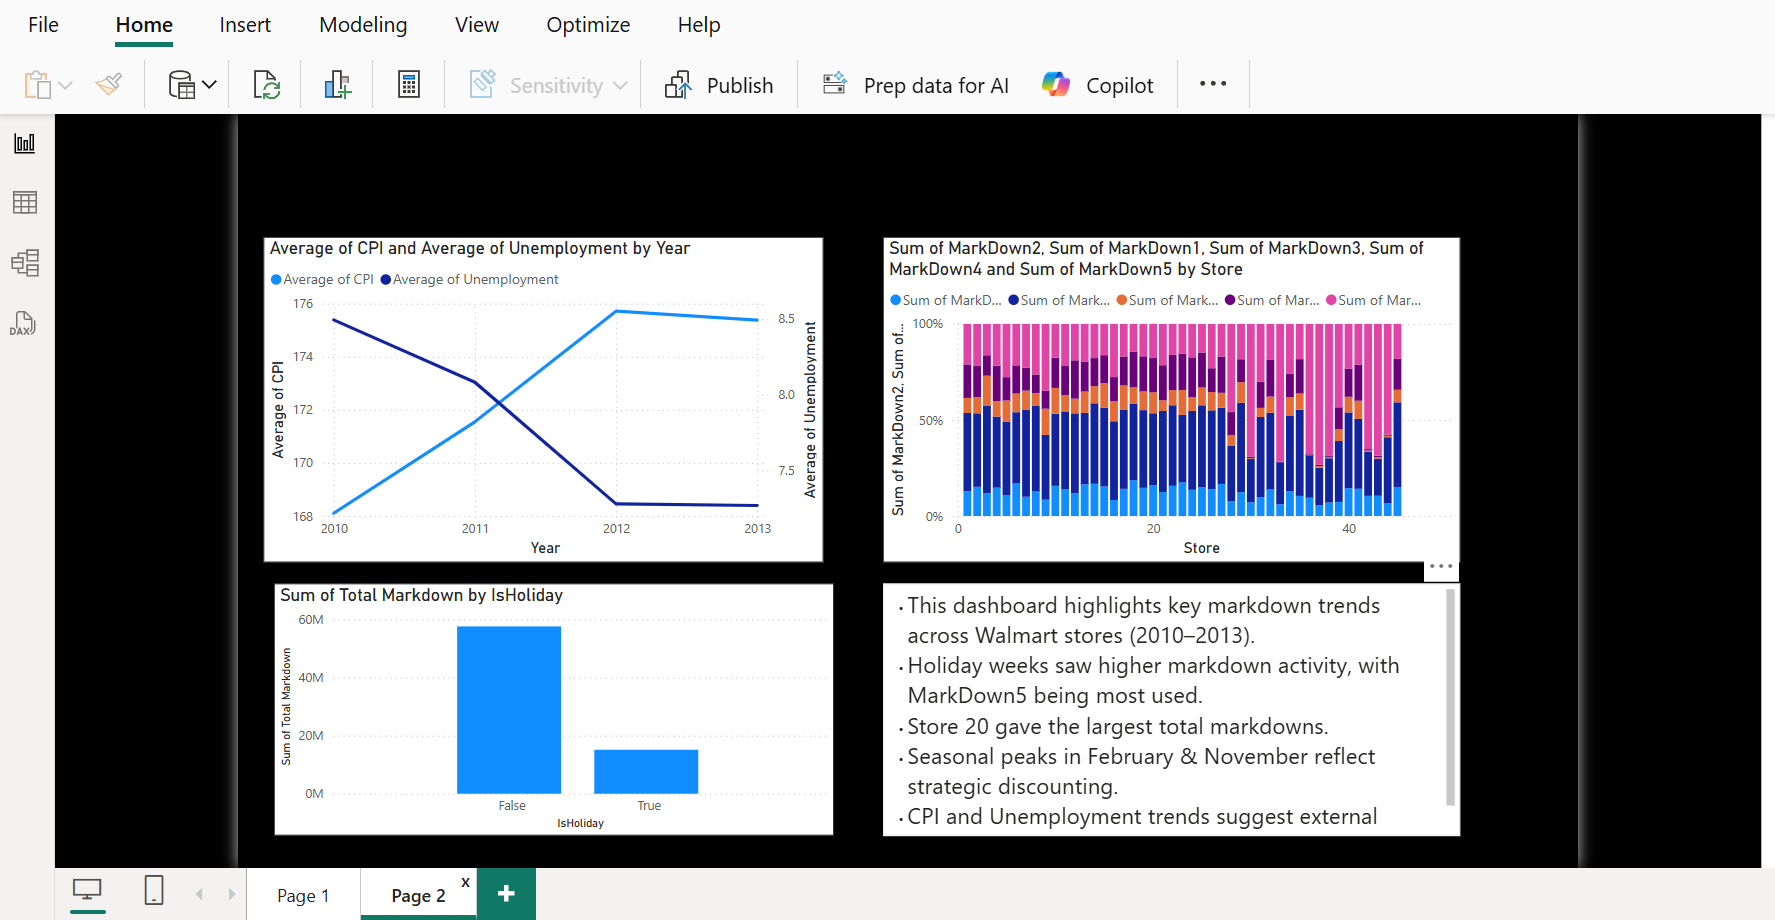 File Home Insert Modeling View Optimize Help
Sensitivity Publish Prep data for AI Copilot
DAX
Average of CPI and Average of Unemployment by Year
Average of CPI Average of Unemployment
176
174
172
170
168
Average of CPI
8.5
8.0
7.5
Average of Unemployment
2010 2011 2012 2013
Year
Sum of MarkDown2, Sum of MarkDown1, Sum of MarkDown3, Sum of
MarkDown4 and Sum of MarkDown5 by Store
Sum of MarkD... Sum of Mark... Sum of Mark... Sum of Mar... Sum of Mar...
Sum of MarkDown2, Sum of...
100%
50%
0%
0 20 40
Store
Sum of Total Markdown by IsHoliday
Sum of Total Markdown
60M
40M
20M
0M
False True
IsHoliday
• This dashboard highlights key markdown trends
across Walmart stores (2010–2013).
• Holiday weeks saw higher markdown activity, with
MarkDown5 being most used.
• Store 20 gave the largest total markdowns.
• Seasonal peaks in February & November reflect
strategic discounting.
• CPI and Unemployment trends suggest external
Page 1 Page 2 x +